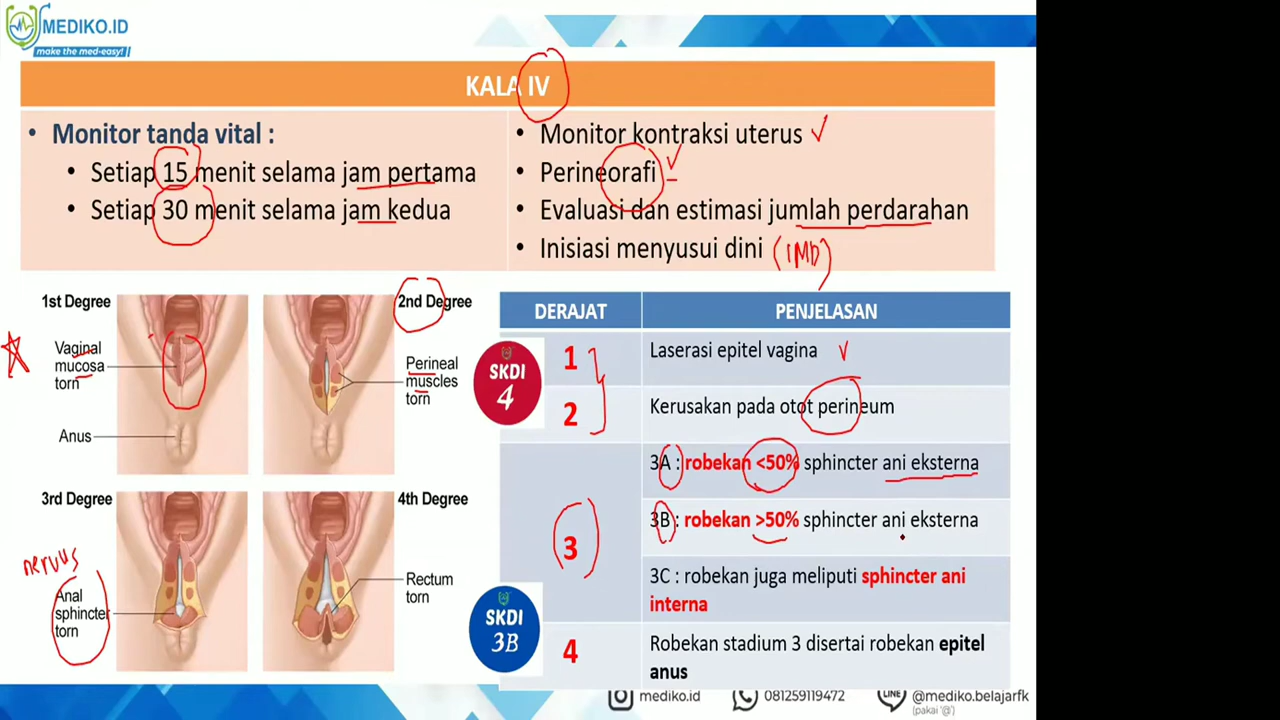 MEDIKO.ID
make the med-easy!
KALA IV
• Monitor tanda vital :
• Setiap 15 menit selama jam pertama
• Setiap 30 menit selama jam kedua
• Monitor kontraksi uterus
• Perineorafi
• Evaluasi dan estimasi jumlah perdarahan
• Inisiasi menyusui dini (IMD)
1st Degree
Vaginal
mucosa
torn
Anus
2nd Degree
Perineal
muscles
torn
3rd Degree
nervus
Anal
sphincter
torn
4th Degree
Rectum
torn
DERAJAT
PENJELASAN
SKDI
4
1
Laserasi epitel vagina
2
Kerusakan pada otot perineum
3
3A : robekan <50% sphincter ani eksterna
3B : robekan >50% sphincter ani eksterna
3C : robekan juga meliputi sphincter ani
interna
SKDI
3B
4
Robekan stadium 3 disertai robekan epitel
anus
mediko.id
081259119472
LINE
@mediko.belajarfk
(pakai '@')